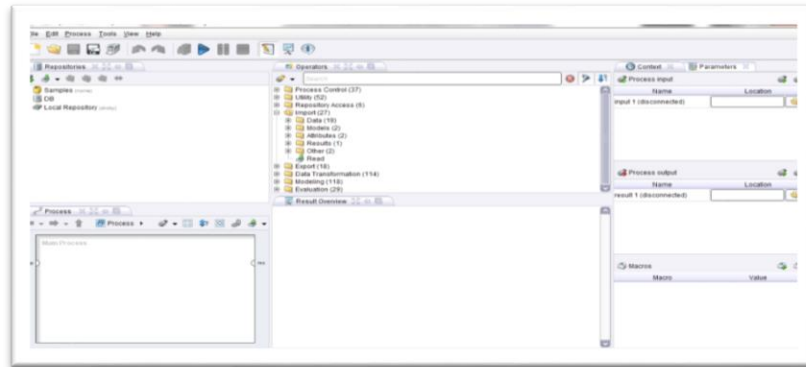 File Edit Process Tools View Help
Repositories
Samples (none)
DB
Local Repository
Process
Process
Main Process
Operators
Search
Process Control (37)
Utility (52)
Repository Access (6)
Import (27)
Data (18)
Models (2)
Attributes (2)
Results (1)
Other (2)
Read
Export (18)
Data Transformation (114)
Modeling (118)
Evaluation (29)
Result Overview
Context
Parameters
Process input
Name Location
input 1 (disconnected)
Process output
Name Location
result 1 (disconnected)
Macros
Macro Value